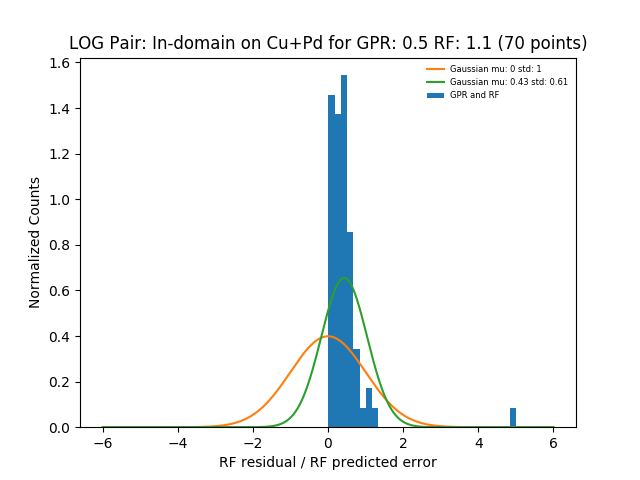 LOG Pair: In-domain on Cu+Pd for GPR: 0.5 RF: 1.1 (70 points)
Gaussian mu: 0 std: 1
Gaussian mu: 0.43 std: 0.61
GPR and RF
Normalized Counts
1.6
1.4
1.2
1.0
0.8
0.6
0.4
0.2
0.0
−6 −4 −2 0 2 4 6
RF residual / RF predicted error